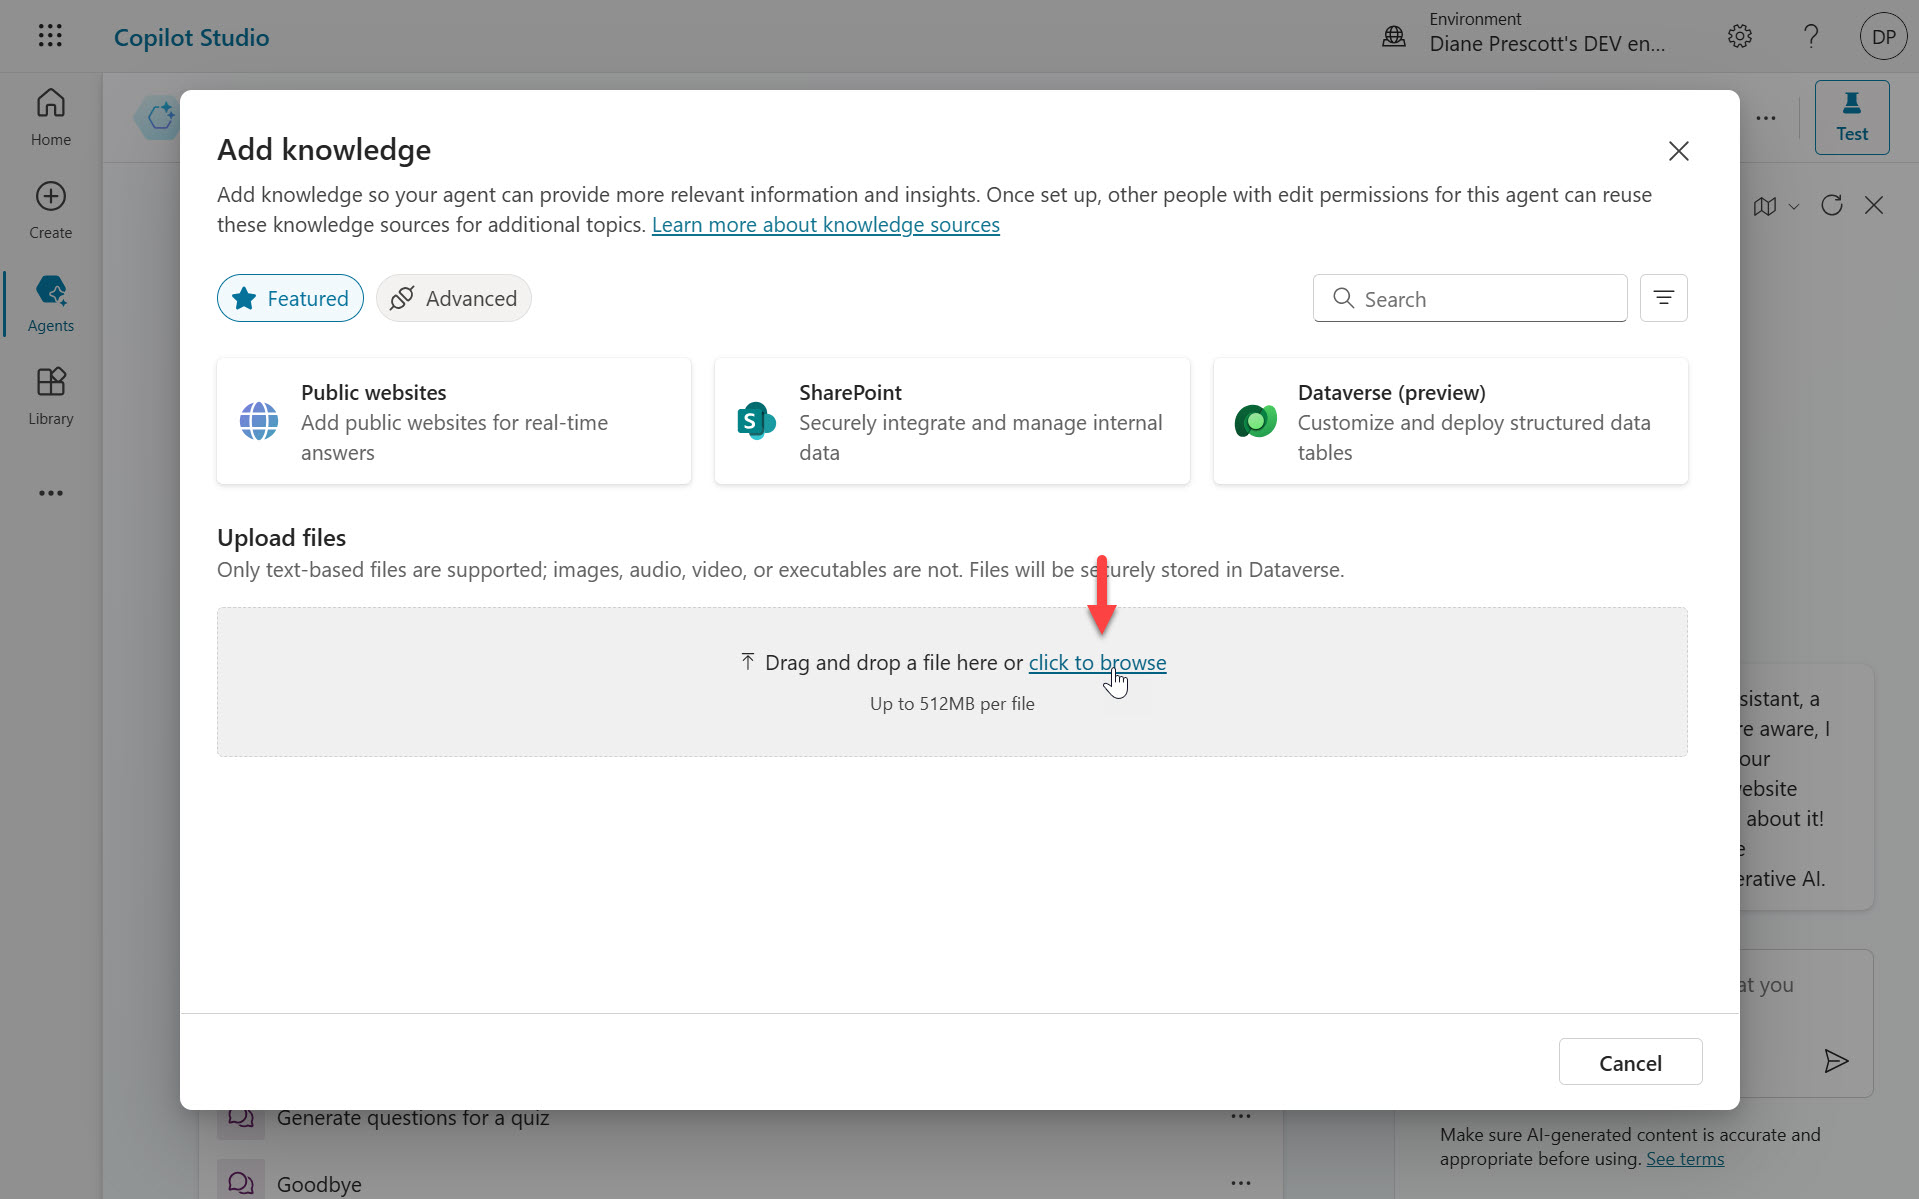 Copilot Studio
Environment
Diane Prescott's DEV en...
DP
Home
Create
Agents
Library
Test
Add knowledge
Add knowledge so your agent can provide more relevant information and insights. Once set up, other people with edit permissions for this agent can reuse
these knowledge sources for additional topics. Learn more about knowledge sources
Featured
Advanced
Search
Public websites
Add public websites for real-time
answers
SharePoint
Securely integrate and manage internal
data
Dataverse (preview)
Customize and deploy structured data
tables
Upload files
Only text-based files are supported; images, audio, video, or executables are not. Files will be securely stored in Dataverse.
Drag and drop a file here or click to browse
Up to 512MB per file
Cancel
sistant, a
re aware, I
our
ebsite
about it!
e
erative AI.
at you
Generate questions for a quiz
Goodbye
Make sure AI-generated content is accurate and
appropriate before using. See terms